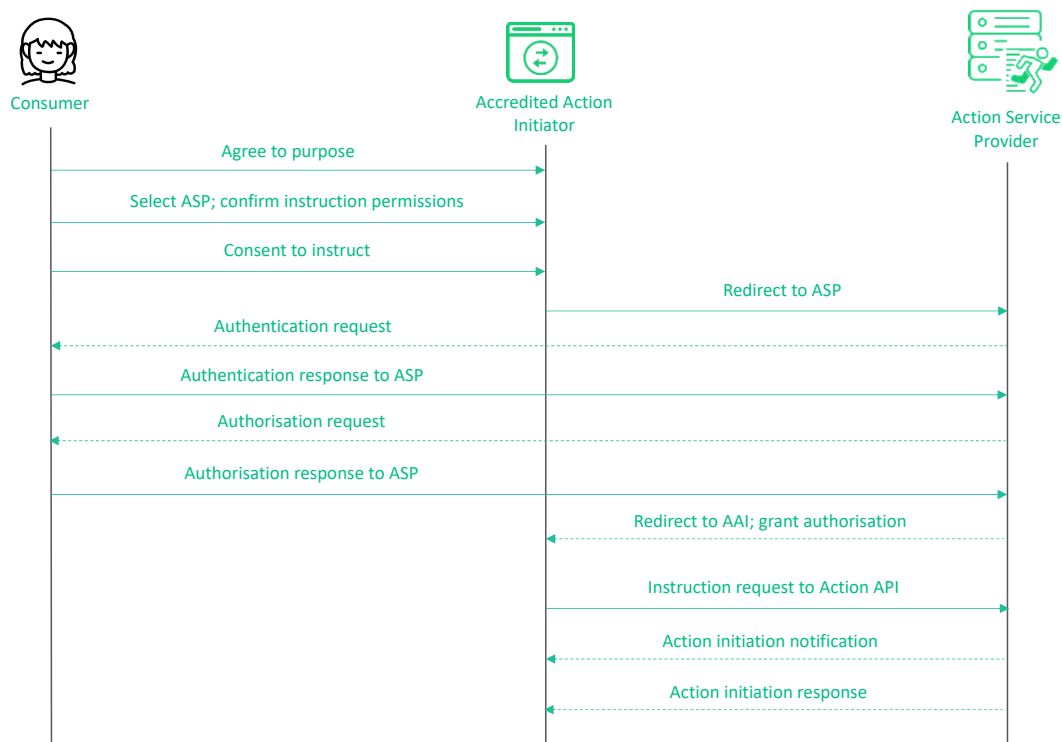 Consumer
Accredited Action
Initiator
Action Service
Provider
Agree to purpose
Select ASP; confirm instruction permissions
Consent to instruct
Redirect to ASP
Authentication request
Authentication response to ASP
Authorisation request
Authorisation response to ASP
Redirect to AAI; grant authorisation
Instruction request to Action API
Action initiation notification
Action initiation response